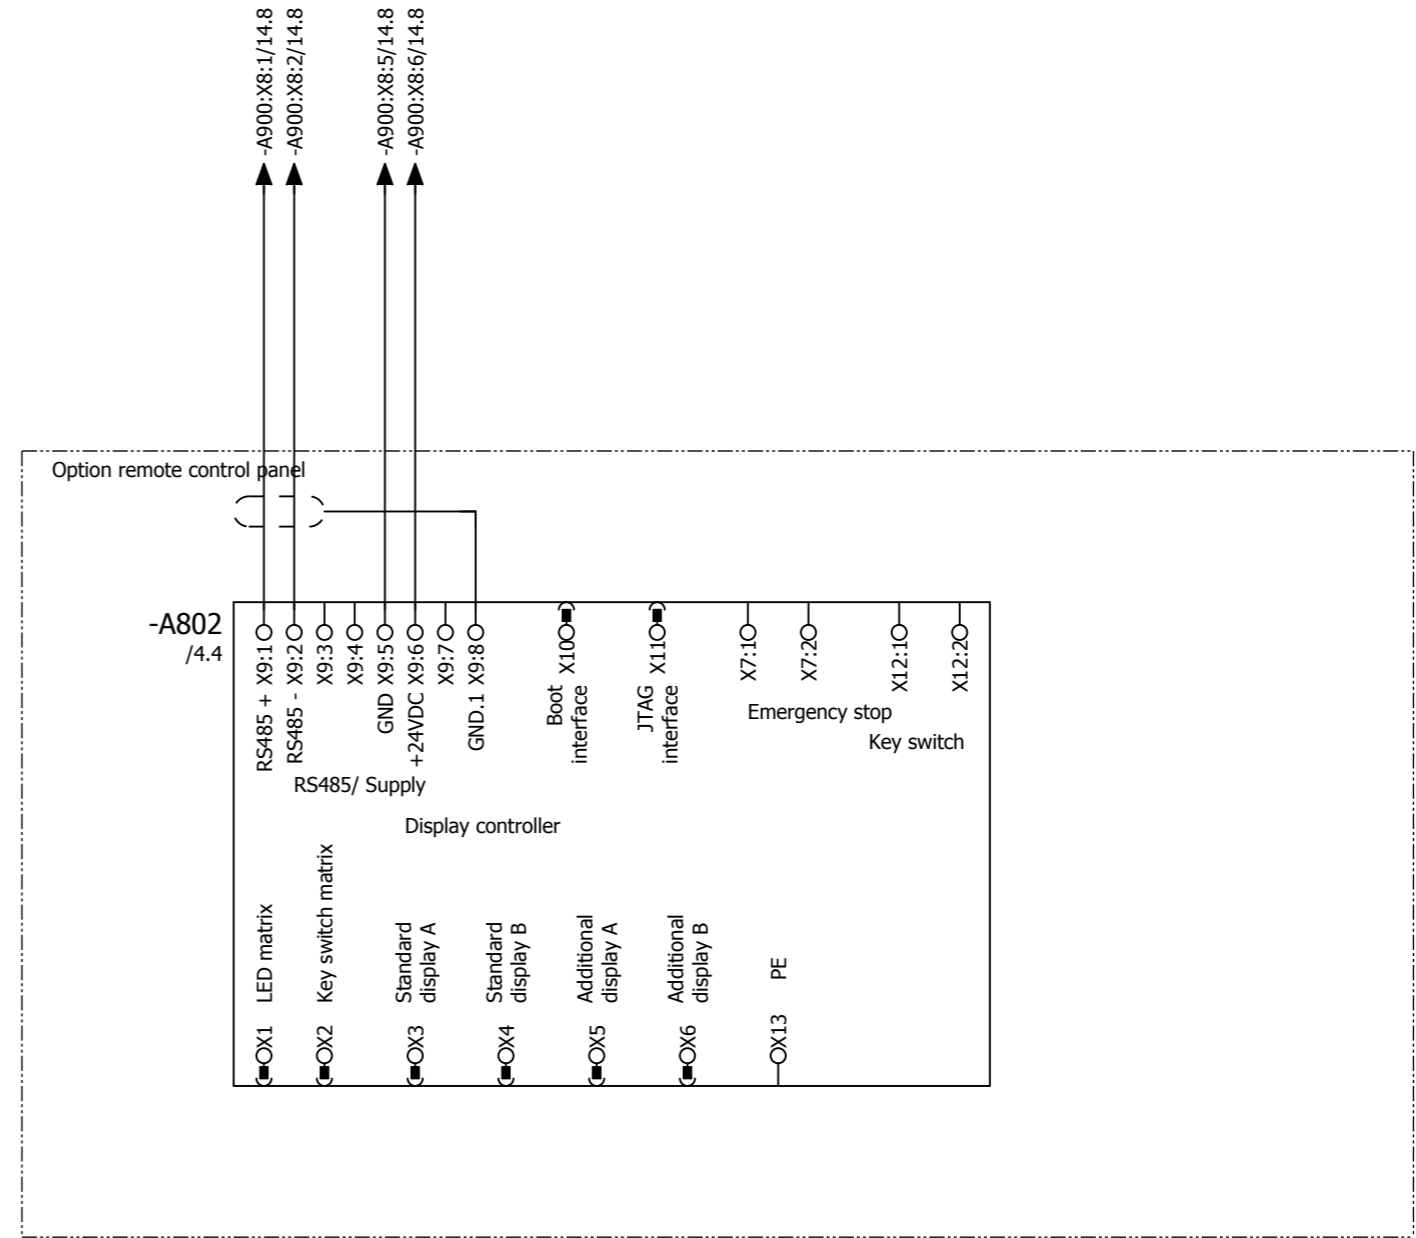 -A900:X8:1/14.8
-A900:X8:2/14.8
-A900:X8:5/14.8
-A900:X8:6/14.8
Option remote control panel
-A802
/4.4
RS485 + X9:1
RS485 - X9:2
X9:3
X9:4
GND X9:5
+24VDC X9:6
X9:7
GND.1 X9:8
X10
Boot
interface
X11
JTAG
interface
X7:1
X7:2
Emergency stop
X12:1
X12:2
Key switch
RS485/ Supply
Display controller
X1 LED matrix
X2 Key switch matrix
X3
Standard
display A
X4
Standard
display B
X5
Additional
display A
X6
Additional
display B
X13 PE